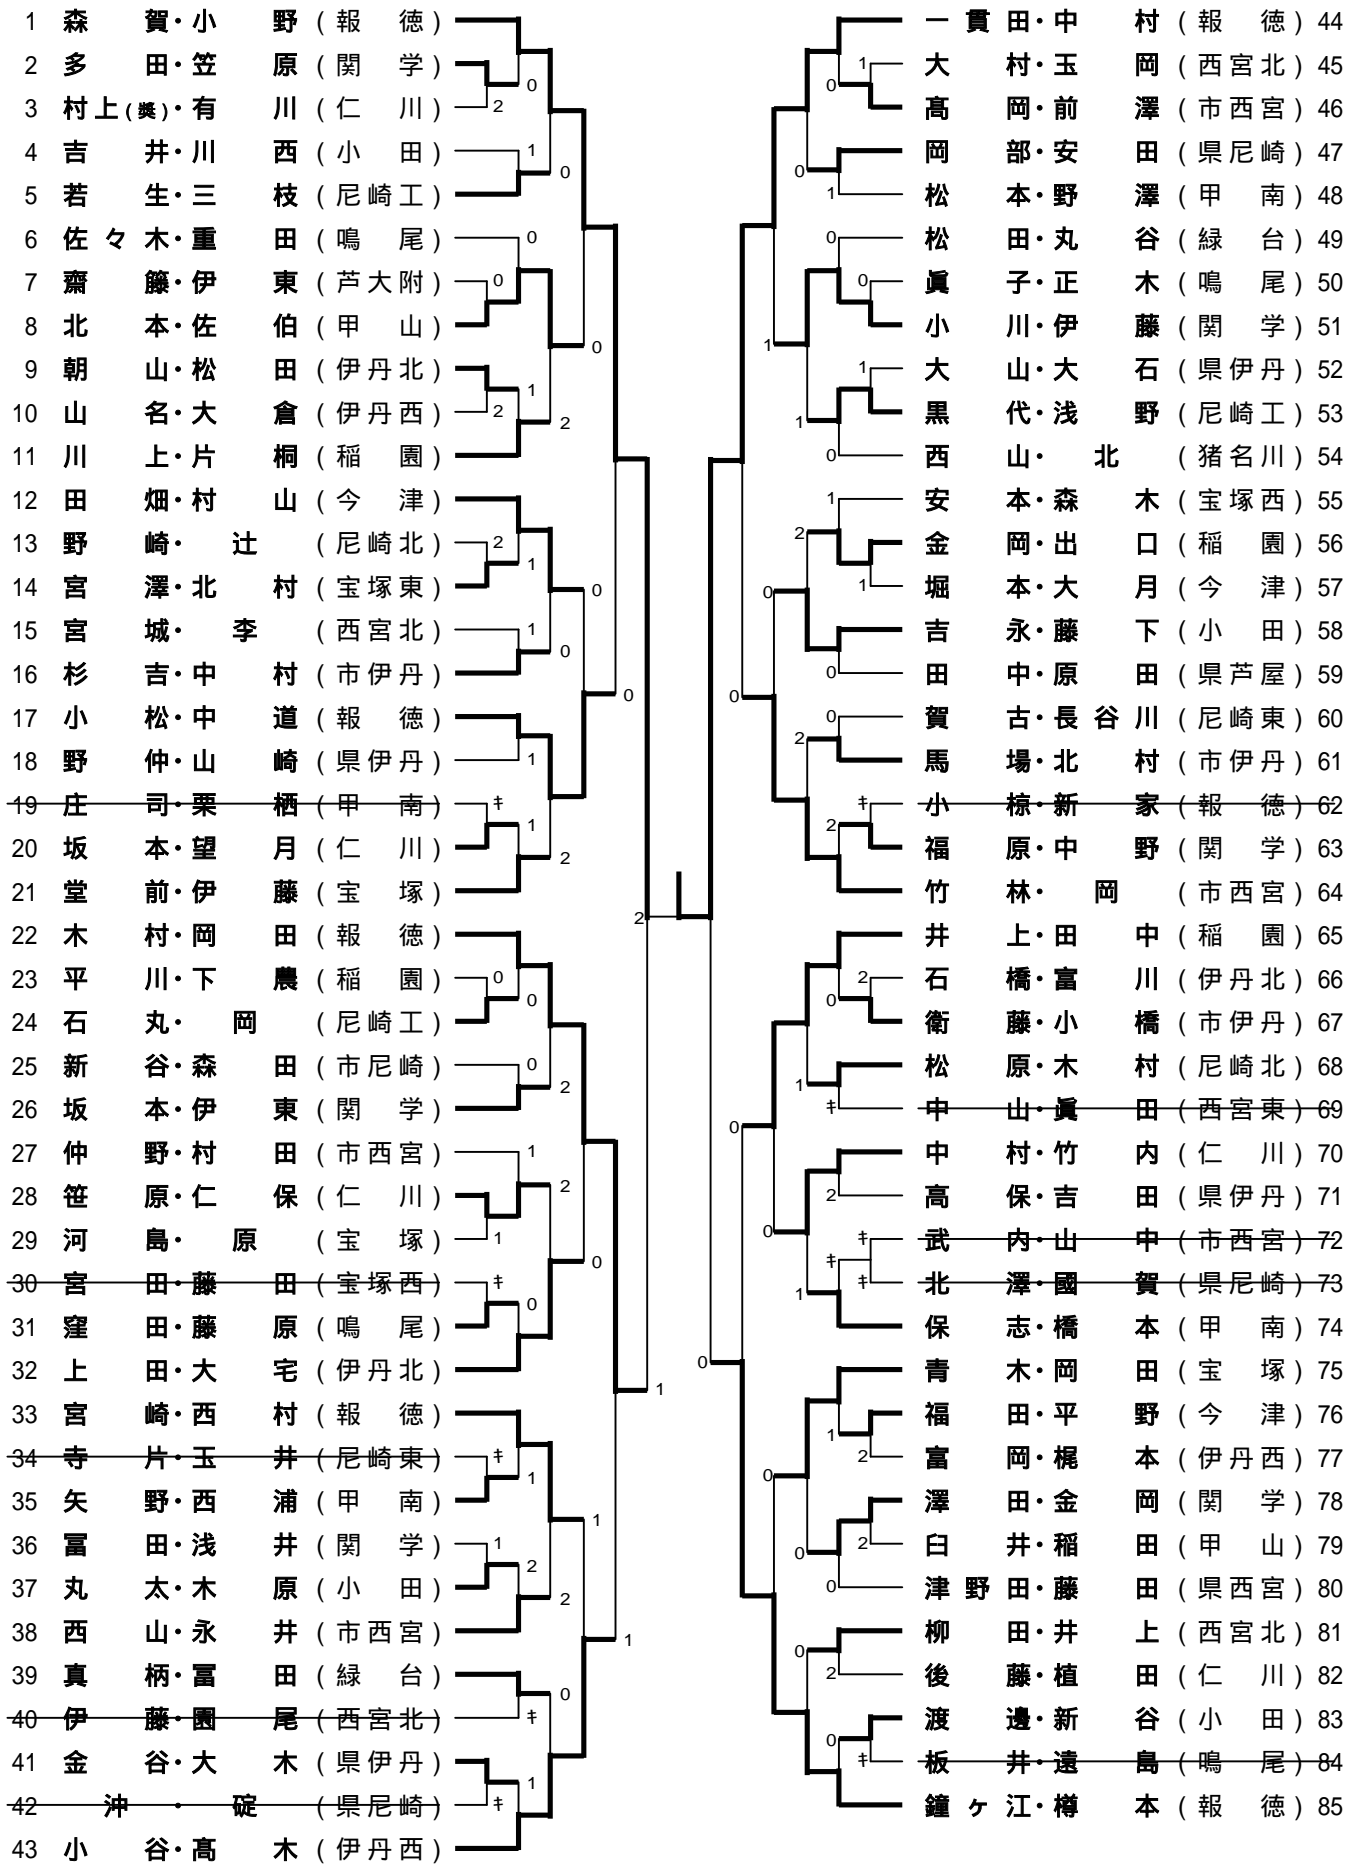 1 森賀・小野 (報徳)
2 多田・笠原 (関学)
3 村上(奨)・有川 (仁川)
4 吉井・川西 (小田)
5 若生・三枝 (尼崎工)
6 佐々木・重田 (鳴尾)
7 齋籐・伊東 (芦大附)
8 北本・佐伯 (甲山)
9 朝山・松田 (伊丹北)
10 山名・大倉 (伊丹西)
11 川上・片桐 (稲園)
12 田畑・村山 (今津)
13 野崎・辻 (尼崎北)
14 宮澤・北村 (宝塚東)
15 宮城・李 (西宮北)
16 杉吉・中村 (市伊丹)
17 小松・中道 (報徳)
18 野仲・山崎 (県伊丹)
19 庄司・栗栖 (甲南)
20 坂本・望月 (仁川)
21 堂前・伊藤 (宝塚)
22 木村・岡田 (報徳)
23 平川・下農 (稲園)
24 石丸・岡 (尼崎工)
25 新谷・森田 (市尼崎)
26 坂本・伊東 (関学)
27 仲野・村田 (市西宮)
28 笹原・仁保 (仁川)
29 河島・原 (宝塚)
30 宮田・藤田 (宝塚西)
31 窪田・藤原 (鳴尾)
32 上田・大宅 (伊丹北)
33 宮崎・西村 (報徳)
34 寺片・玉井 (尼崎東)
35 矢野・西浦 (甲南)
36 冨田・浅井 (関学)
37 丸太・木原 (小田)
38 西山・永井 (市西宮)
39 真柄・冨田 (緑台)
40 伊藤・園尾 (西宮北)
41 金谷・大木 (県伊丹)
42 沖・碇 (県尼崎)
43 小谷・髙木 (伊丹西)
一貫田・中村 (報徳) 44
大村・玉岡 (西宮北) 45
髙岡・前澤 (市西宮) 46
岡部・安田 (県尼崎) 47
松本・野澤 (甲南) 48
松田・丸谷 (緑台) 49
眞子・正木 (鳴尾) 50
小川・伊藤 (関学) 51
大山・大石 (県伊丹) 52
黒代・浅野 (尼崎工) 53
西山・北 (猪名川) 54
安本・森木 (宝塚西) 55
金岡・出口 (稲園) 56
堀本・大月 (今津) 57
吉永・藤下 (小田) 58
田中・原田 (県芦屋) 59
賀古・長谷川 (尼崎東) 60
馬場・北村 (市伊丹) 61
小椋・新家 (報徳) 62
福原・中野 (関学) 63
竹林・岡 (市西宮) 64
井上・田中 (稲園) 65
石橋・富川 (伊丹北) 66
衛藤・小橋 (市伊丹) 67
松原・木村 (尼崎北) 68
中山・眞田 (西宮東) 69
中村・竹内 (仁川) 70
高保・吉田 (県伊丹) 71
武内・山中 (市西宮) 72
北澤・國賀 (県尼崎) 73
保志・橋本 (甲南) 74
青木・岡田 (宝塚) 75
福田・平野 (今津) 76
富岡・梶本 (伊丹西) 77
澤田・金岡 (関学) 78
臼井・稲田 (甲山) 79
津野田・藤田 (県西宮) 80
柳田・井上 (西宮北) 81
後藤・植田 (仁川) 82
渡邊・新谷 (小田) 83
板井・遠島 (鳴尾) 84
鐘ヶ江・樽本 (報徳) 85